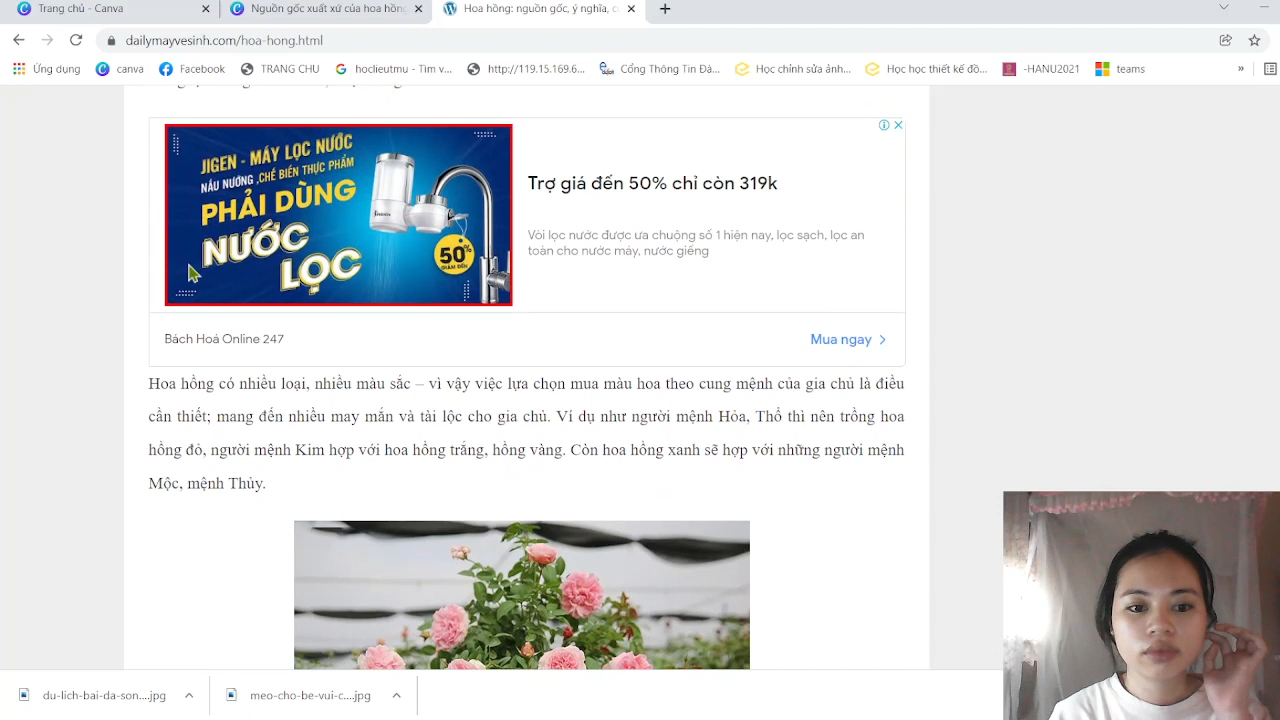 Trang chủ - Canva
Nguồn gốc xuất xứ của hoa hồng
Hoa hồng: nguồn gốc, ý nghĩa, c
dailymayvesinh.com/hoa-hong.html
Ứng dụng
canva
Facebook
TRANG CHU
hoclieutmu - Tìm v...
http://119.15.169.6...
Cổng Thông Tin Đà...
Học chỉnh sửa ảnh...
Học học thiết kế đồ...
-HANU2021
teams
»
JIGEN - MÁY LỌC NƯỚC
NẤU NƯỚNG ,CHẾ BIẾN THỰC PHẨM
PHẢI DÙNG
NƯỚC
LỌC
50%
GIẢM ĐẾN
Trợ giá đến 50% chỉ còn 319k
Vòi lọc nước được ưa chuộng số 1 hiện nay, lọc sạch, lọc an
toàn cho nước máy, nước giếng
Bách Hoá Online 247
Mua ngay
Hoa hồng có nhiều loại, nhiều màu sắc – vì vậy việc lựa chọn mua màu hoa theo cung mệnh của gia chủ là điều
cần thiết; mang đến nhiều may mắn và tài lộc cho gia chủ. Ví dụ như người mệnh Hỏa, Thổ thì nên trồng hoa
hồng đỏ, người mệnh Kim hợp với hoa hồng trắng, hồng vàng. Còn hoa hồng xanh sẽ hợp với những người mệnh
Mộc, mệnh Thủy.
du-lich-bai-da-son....jpg
meo-cho-be-vui-c....jpg